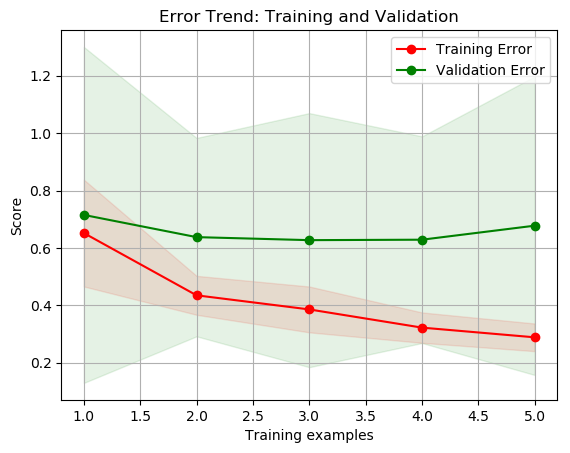 Error Trend: Training and Validation
Training Error
Validation Error
Score
1.2
1.0
0.8
0.6
0.4
0.2
1.0 1.5 2.0 2.5 3.0 3.5 4.0 4.5 5.0
Training examples